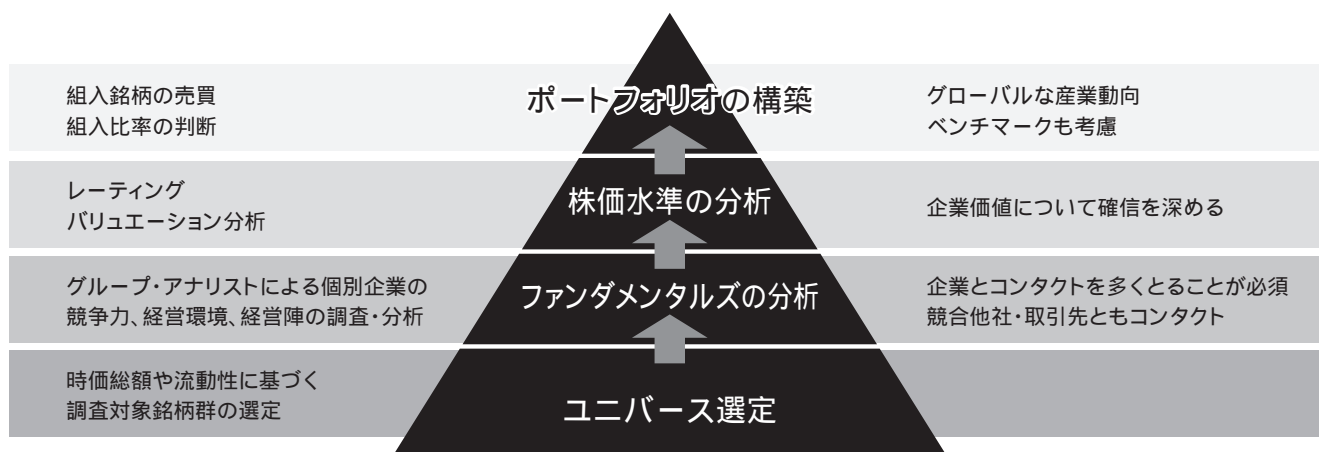 組入銘柄の売買
組入比率の判断
ポートフォリオの構築
グローバルな産業動向
ベンチマークも考慮
レーティング
バリュエーション分析
株価水準の分析
企業価値について確信を深める
グループ・アナリストによる個別企業の
競争力、経営環境、経営陣の調査・分析
ファンダメンタルズの分析
企業とコンタクトを多くとることが必須
競合他社・取引先ともコンタクト
時価総額や流動性に基づく
調査対象銘柄群の選定
ユニバース選定